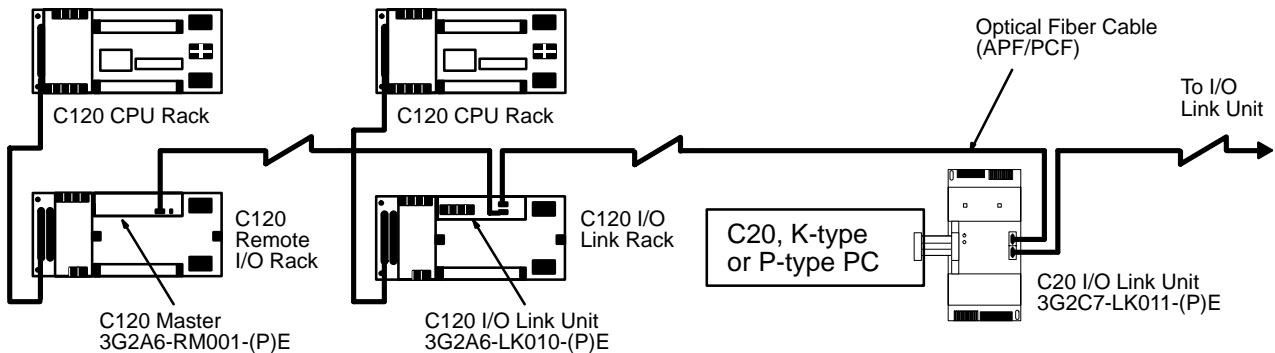 Optical Fiber Cable
(APF/PCF)
To I/O
Link Unit
C120 CPU Rack
C120 CPU Rack
C120
Remote
I/O Rack
C120 I/O
Link Rack
C20, K-type
or P-type PC
C20 I/O Link Unit
3G2C7-LK011-(P)E
C120 Master
3G2A6-RM001-(P)E
C120 I/O Link Unit
3G2A6-LK010-(P)E